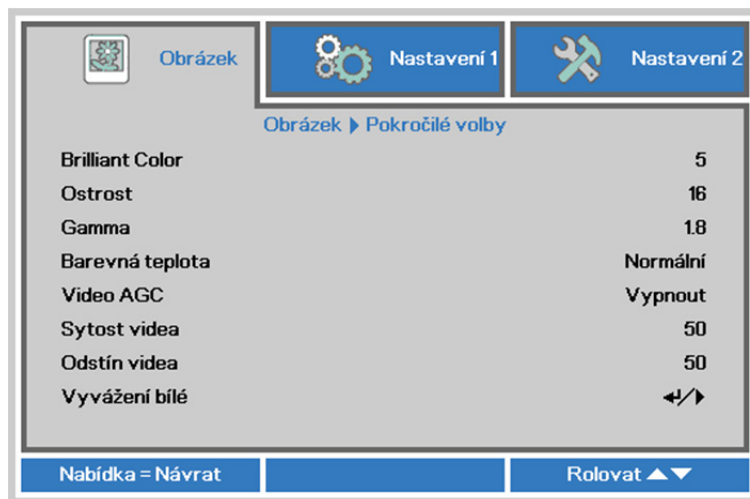 Obrázek Nastavení 1 Nastavení 2
Obrázek Pokročilé volby
Brilliant Color 5
Ostrost 16
Gamma 1.8
Barevná teplota Normální
Video AGC Vypnout
Sytost videa 50
Odstín videa 50
Vyvážení bílé ↵/▶
Nabídka = Návrat Rolovat ▲▼